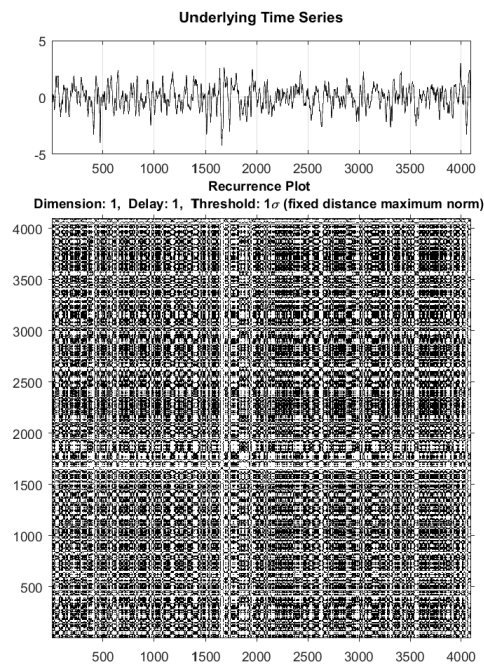 Underlying Time Series
5
0
-5
500 1000 1500 2000 2500 3000 3500 4000
Recurrence Plot
Dimension: 1, Delay: 1, Threshold: 1σ (fixed distance maximum norm)
4000
3500
3000
2500
2000
1500
1000
500
500 1000 1500 2000 2500 3000 3500 4000